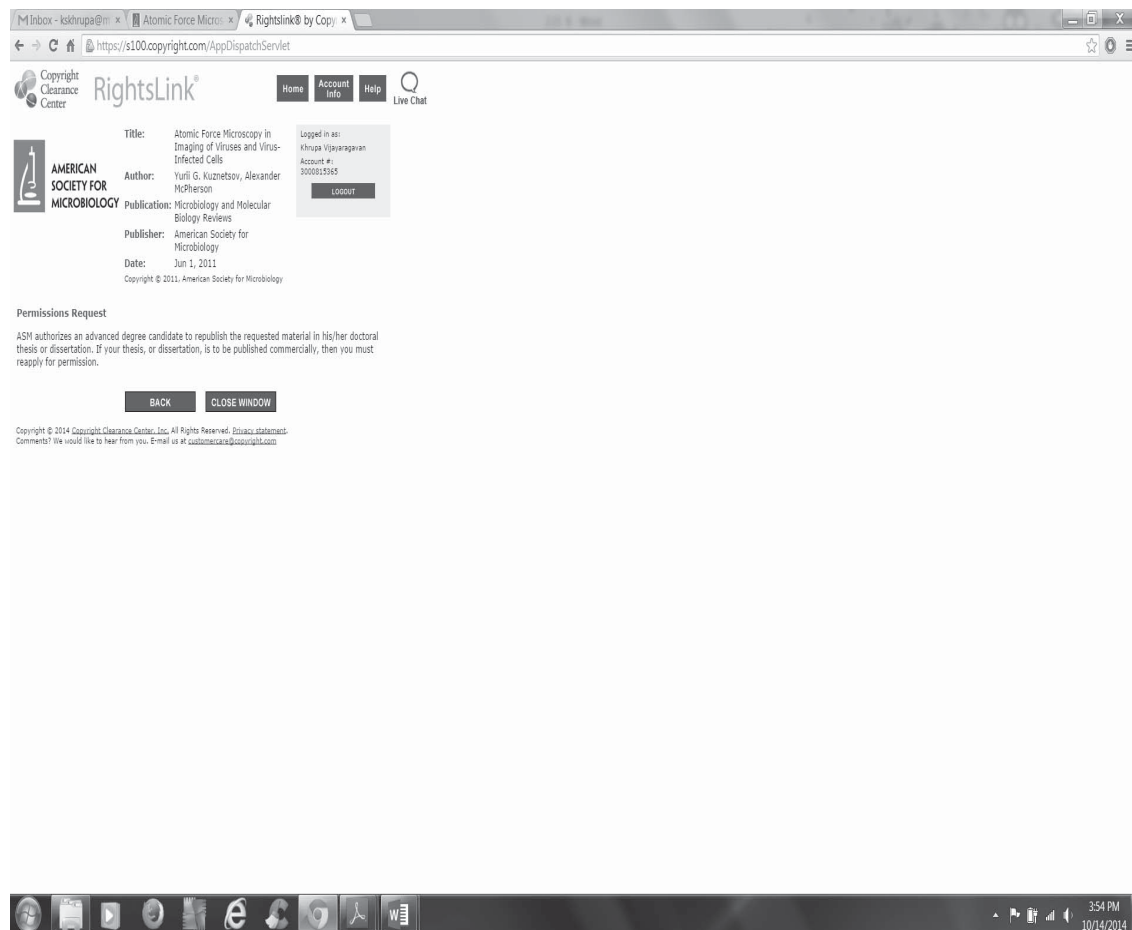 Inbox - kskhrupa@m ×
Atomic Force Micros ×
Rightslink® by Copy ×
https://s100.copyright.com/AppDispatchServlet
Copyright
Clearance
Center
RightsLink®
Home
Account
Info
Help
Live Chat
AMERICAN
SOCIETY FOR
MICROBIOLOGY
Title: Atomic Force Microscopy in
Imaging of Viruses and Virus-
Infected Cells
Author: Yurii G. Kuznetsov, Alexander
McPherson
Publication: Microbiology and Molecular
Biology Reviews
Publisher: American Society for
Microbiology
Date: Jun 1, 2011
Copyright © 2011, American Society for Microbiology
Logged in as:
Khrupa Vijayaragavan
Account #:
3000815365
LOGOUT
Permissions Request
ASM authorizes an advanced degree candidate to republish the requested material in his/her doctoral
thesis or dissertation. If your thesis, or dissertation, is to be published commercially, then you must
reapply for permission.
BACK
CLOSE WINDOW
Copyright © 2014 Copyright Clearance Center, Inc. All Rights Reserved. Privacy statement.
Comments? We would like to hear from you. E-mail us at customercare@copyright.com
3:54 PM
10/14/2014